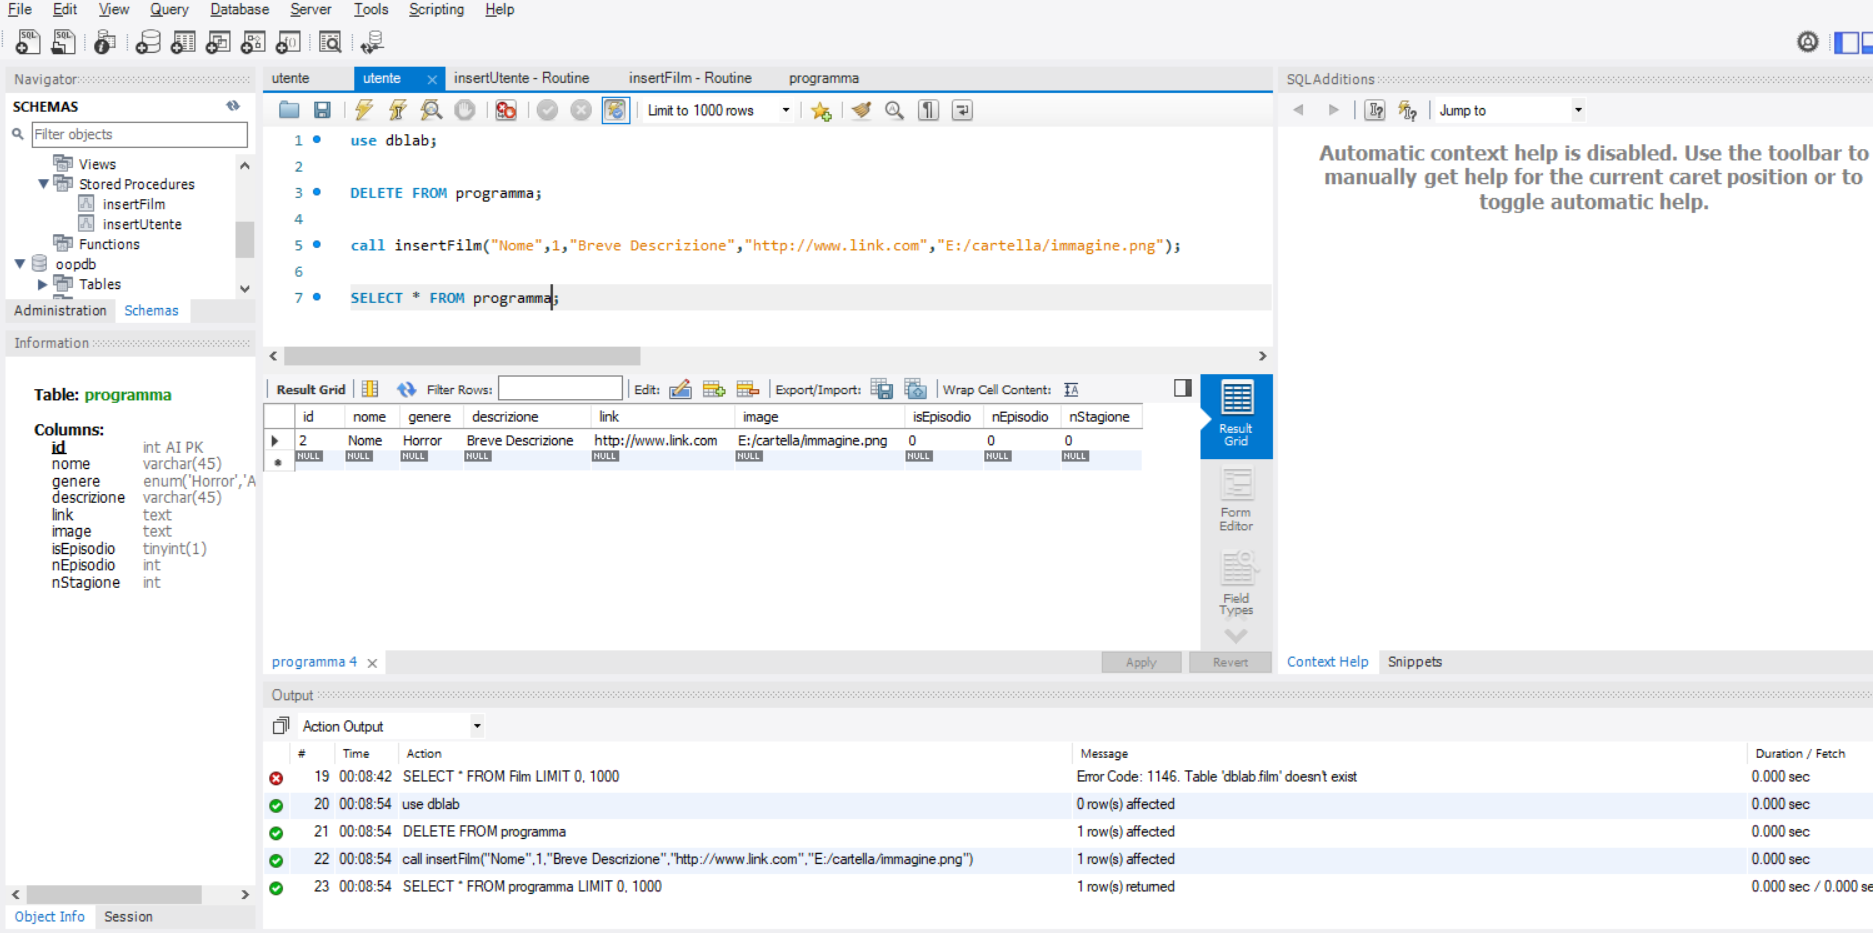 File Edit View Query Database Server Tools Scripting Help
Navigator
SCHEMAS
Filter objects
Views
Stored Procedures
insertFilm
insertUtente
Functions
oopdb
Tables
Administration Schemas
Information
Table: programma
Columns:
id int AI PK
nome varchar(45)
genere enum('Horror','A
descrizione varchar(45)
link text
image text
isEpisodio tinyint(1)
nEpisodio int
nStagione int
Object Info Session
utente utente insertUtente - Routine insertFilm - Routine programma
Limit to 1000 rows
1 use dblab;
2
3 DELETE FROM programma;
4
5 call insertFilm("Nome",1,"Breve Descrizione","http://www.link.com","E:/cartella/immagine.png");
6
7 SELECT * FROM programma;
Result Grid Filter Rows: Edit: Export/Import: Wrap Cell Content:
id nome genere descrizione link image isEpisodio nEpisodio nStagione
2 Nome Horror Breve Descrizione http://www.link.com E:/cartella/immagine.png 0 0 0
NULL NULL NULL NULL NULL NULL NULL NULL NULL
Result
Grid
Form
Editor
Field
Types
programma 4 Apply Revert
SQLAdditions
Jump to
Automatic context help is disabled. Use the toolbar to
manually get help for the current caret position or to
toggle automatic help.
Context Help Snippets
Output
Action Output
# Time Action Message Duration / Fetch
19 00:08:42 SELECT * FROM Film LIMIT 0, 1000 Error Code: 1146. Table 'dblab.film' doesn't exist 0.000 sec
20 00:08:54 use dblab 0 row(s) affected 0.000 sec
21 00:08:54 DELETE FROM programma 1 row(s) affected 0.000 sec
22 00:08:54 call insertFilm("Nome",1,"Breve Descrizione","http://www.link.com","E:/cartella/immagine.png") 1 row(s) affected 0.000 sec
23 00:08:54 SELECT * FROM programma LIMIT 0, 1000 1 row(s) returned 0.000 sec / 0.000 se